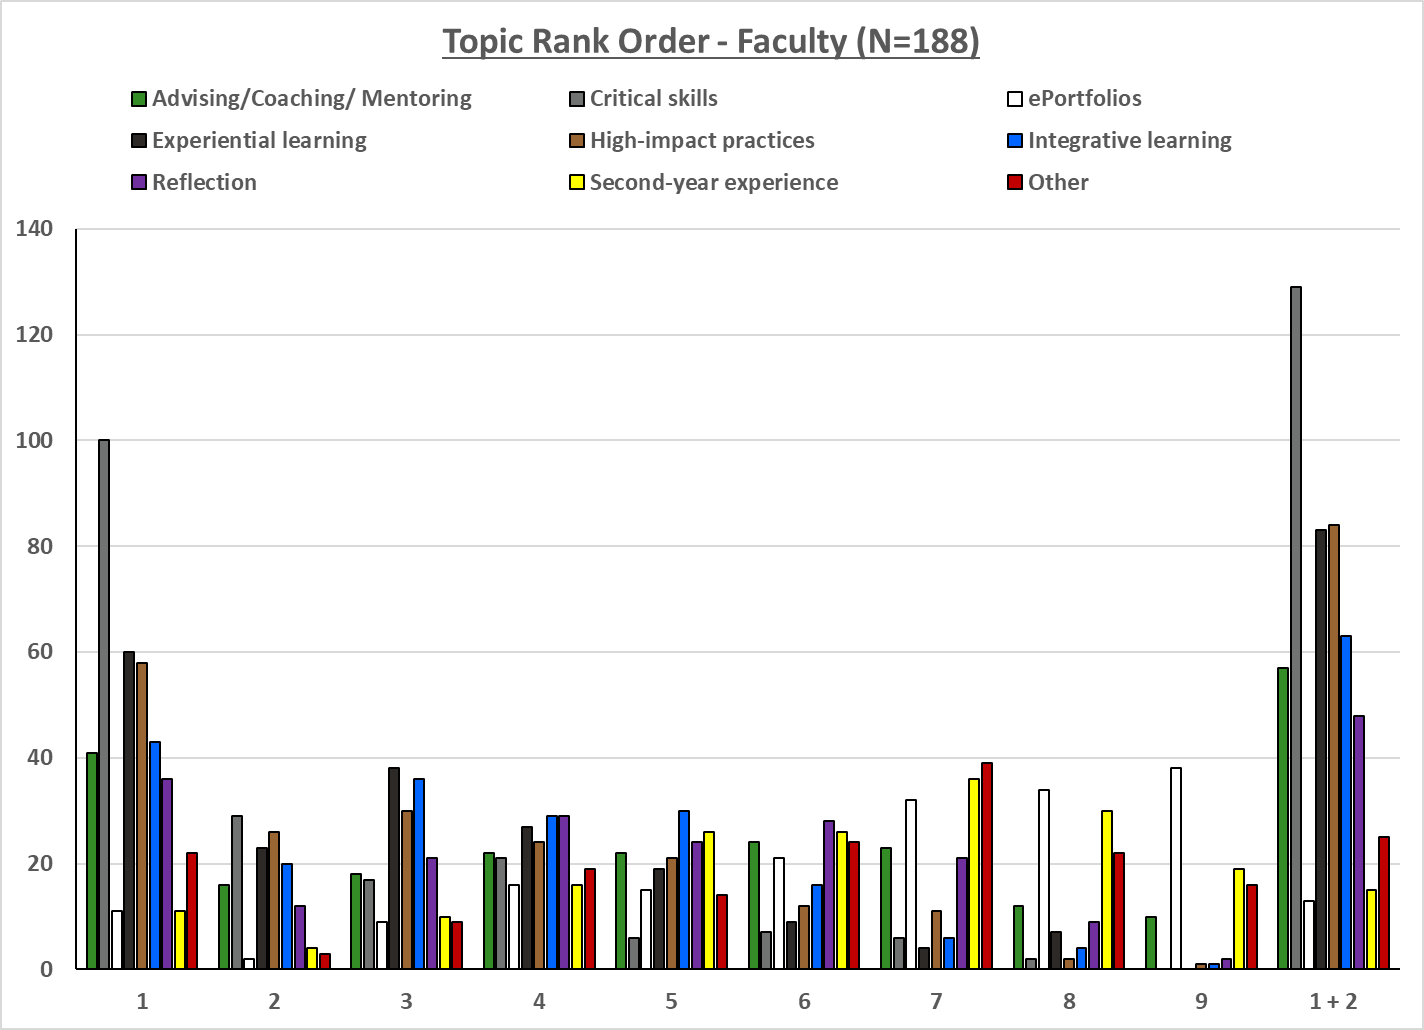 Topic Rank Order - Faculty (N=188)
Advising/Coaching/ Mentoring Critical skills ePortfolios
Experiential learning High-impact practices Integrative learning
Reflection Second-year experience Other
140
120
100
80
60
40
20
0
1 2 3 4 5 6 7 8 9 1 + 2